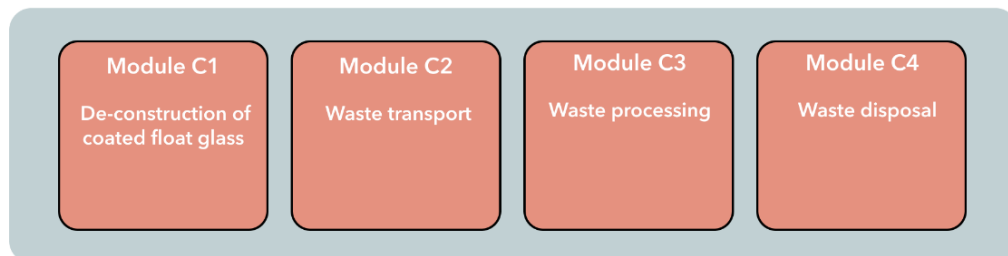 Module C1
De-construction of
coated float glass
Module C2
Waste transport
Module C3
Waste processing
Module C4
Waste disposal